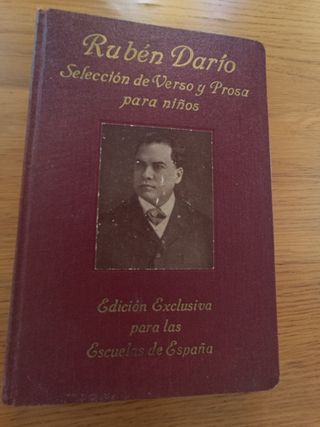 Rubén Darío
Selección de Verso y Prosa
para niños
Edición Exclusiva
para las
Escuelas de España